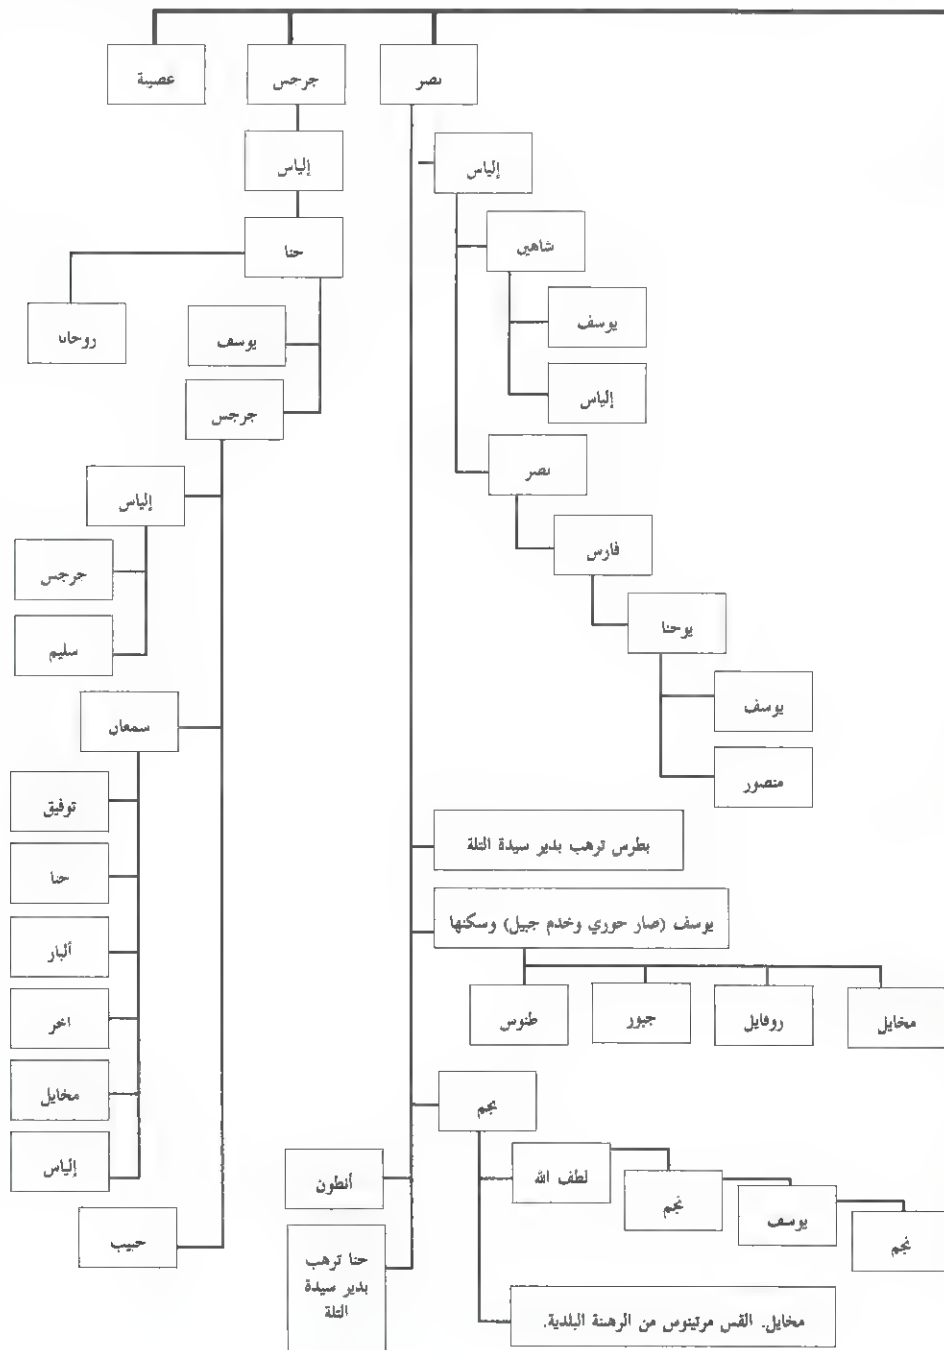 نصر
جرجس
عصيبة
إلياس
إلياس
شاهين
حنا
يوسف
روحانا
يوسف
إلياس
جرجس
نصر
إلياس
فارس
جرجس
يوحنا
سليم
يوسف
سمعان
منصور
توفيق
بطرس ترهب بدير سيدة التلة
حنا
يوسف (صار خوري وخدم جبيل) وسكنها
ألبار
مخايل
روفايل
جبور
طنوس
اخر
نجم
مخايل
لطف الله
أنطون
إلياس
نجم
يوسف
نجم
حبيب
حنا ترهب
بدير سيدة
التلة
مخايل. القس مرتينوس من الرهبنة البلدية.